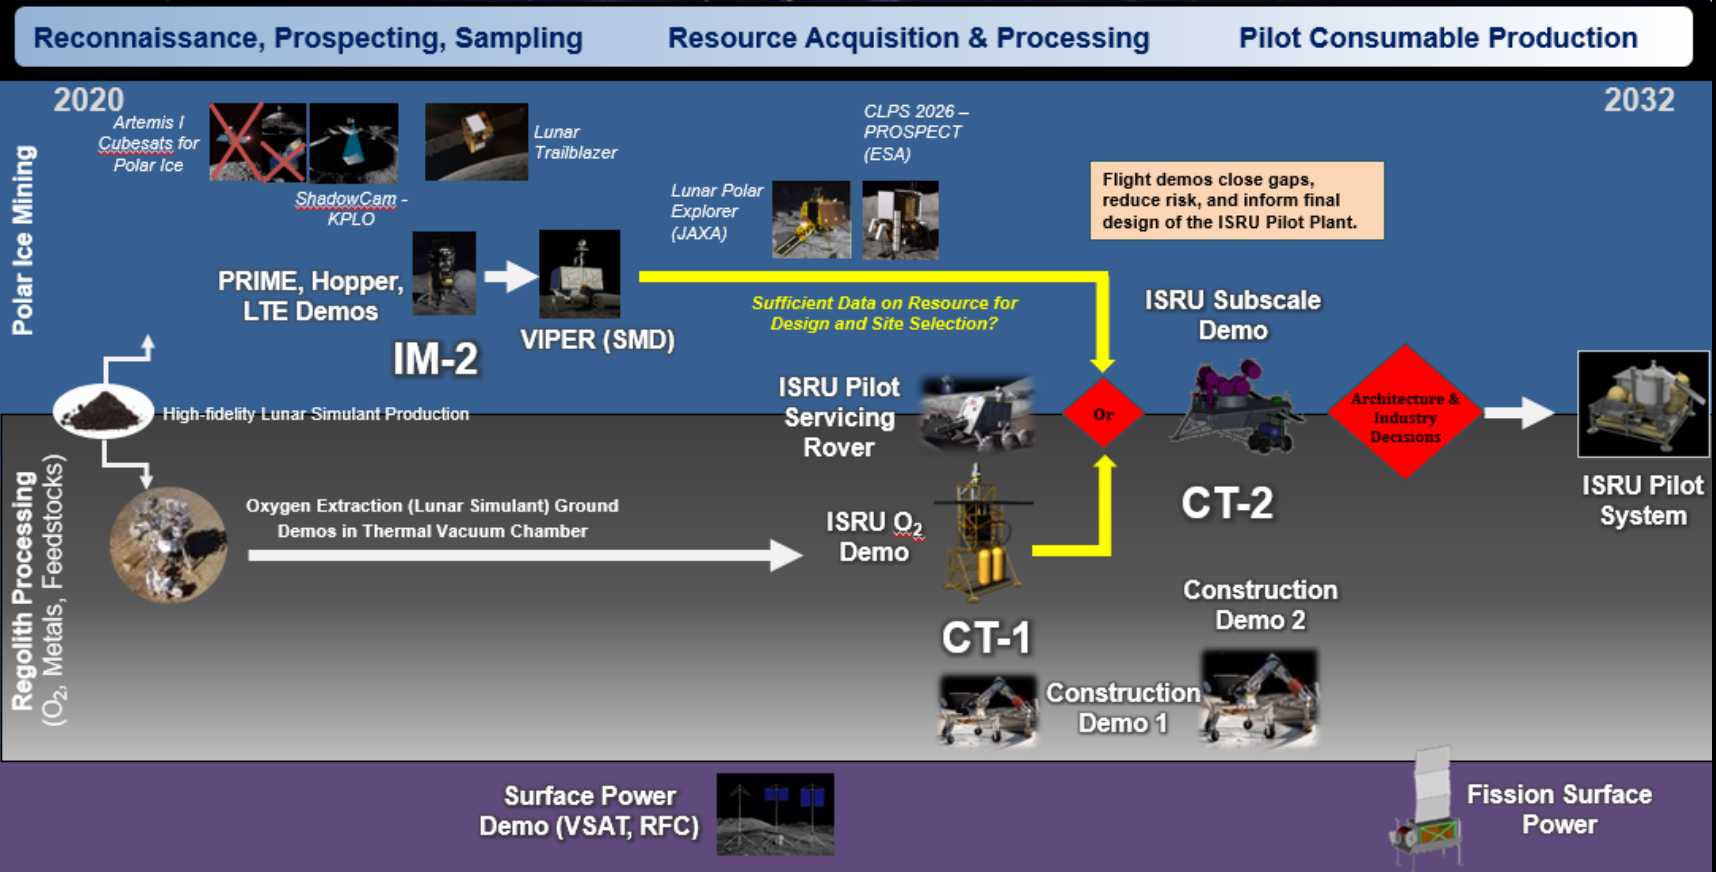 Reconnaissance, Prospecting, Sampling
Resource Acquisition & Processing
Pilot Consumable Production
2020
2032
Polar Ice Mining
Artemis I
Cubesats for
Polar Ice
ShadowCam -
KPLO
Lunar
Trailblazer
CLPS 2026 –
PROSPECT
(ESA)
Lunar Polar
Explorer
(JAXA)
Flight demos close gaps,
reduce risk, and inform final
design of the ISRU Pilot Plant.
PRIME, Hopper,
LTE Demos
IM-2
VIPER (SMD)
Sufficient Data on Resource for
Design and Site Selection?
ISRU Subscale
Demo
ISRU Pilot
Servicing
Rover
Or
Architecture &
Industry
Decisions
High-fidelity Lunar Simulant Production
CT-2
ISRU Pilot
System
Regolith Processing
(O₂, Metals, Feedstocks)
Oxygen Extraction (Lunar Simulant) Ground
Demos in Thermal Vacuum Chamber
ISRU O₂
Demo
CT-1
Construction
Demo 2
Construction
Demo 1
Surface Power
Demo (VSAT, RFC)
Fission Surface
Power